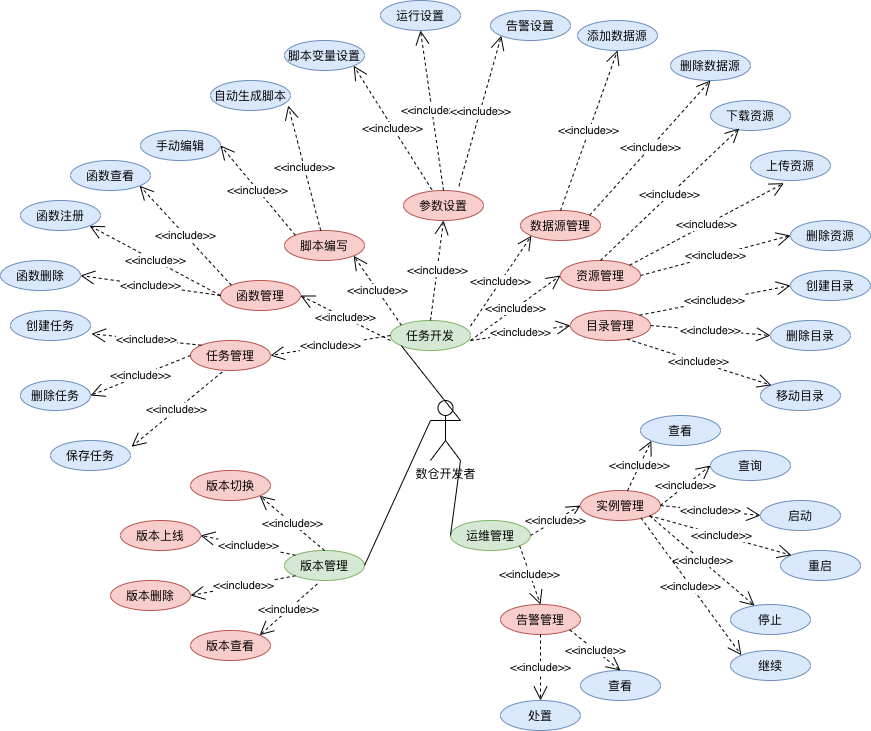 运行设置
告警设置
添加数据源
脚本变量设置
删除数据源
自动生成脚本
<<include>>
<<include>>
下载资源
<<include>>
<<include>>
手动编辑
<<include>>
上传资源
函数查看
<<include>>
<<include>>
<<include>>
参数设置
函数注册
数据源管理
<<include>>
<<include>>
<<include>>
删除资源
脚本编写
<<include>>
<<include>>
函数删除
<<include>>
<<include>>
<<include>>
资源管理
创建目录
函数管理
<<include>>
<<include>>
<<include>>
<<include>>
创建任务
目录管理
<<include>>
删除目录
任务开发
<<include>>
<<include>>
<<include>>
任务管理
<<include>>
<<include>>
删除任务
移动目录
<<include>>
查看
保存任务
<<include>>
查询
数仓开发者
版本切换
<<include>>
实例管理
<<include>>
启动
<<include>>
<<include>>
版本上线
运维管理
<<include>>
<<include>>
<<include>>
版本管理
重启
<<include>>
<<include>>
<<include>>
版本删除
<<include>>
告警管理
停止
版本查看
<<include>>
<<include>>
继续
查看
处置